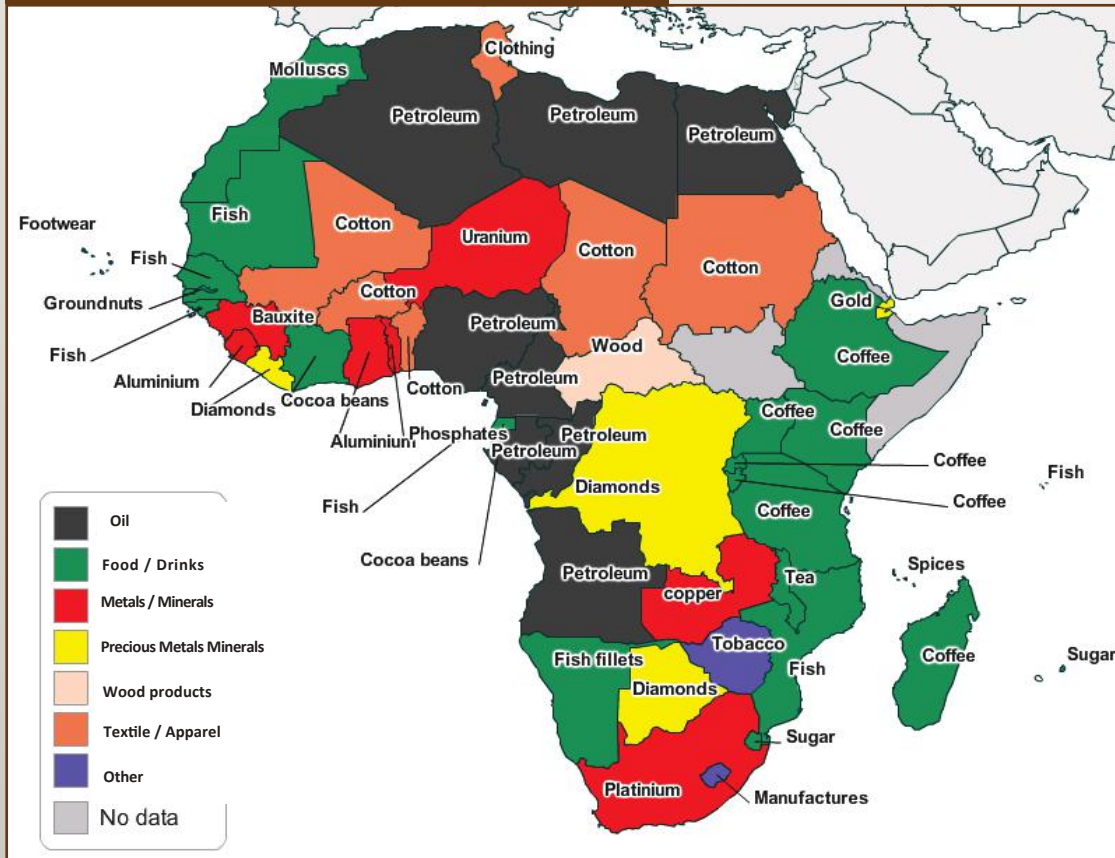 Clothing
Molluscs
Petroleum
Petroleum
Petroleum
Fish
Footwear
Cotton
Uranium
Fish
Cotton
Cotton
Groundnuts
Cotton
Gold
Bauxite
Petroleum
Fish
Wood
Coffee
Aluminium
Petroleum
Cotton
Diamonds
Cocoa beans
Coffee
Aluminium
Phosphates
Petroleum
Coffee
Petroleum
Coffee
Fish
Diamonds
Coffee
Fish
Coffee
Cocoa beans
Spices
Petroleum
Tea
copper
Tobacco
Fish fillets
Fish
Coffee
Sugar
Diamonds
Sugar
Platinium
Manufactures
Oil
Food / Drinks
Metals / Minerals
Precious Metals Minerals
Wood products
Textile / Apparel
Other
No data